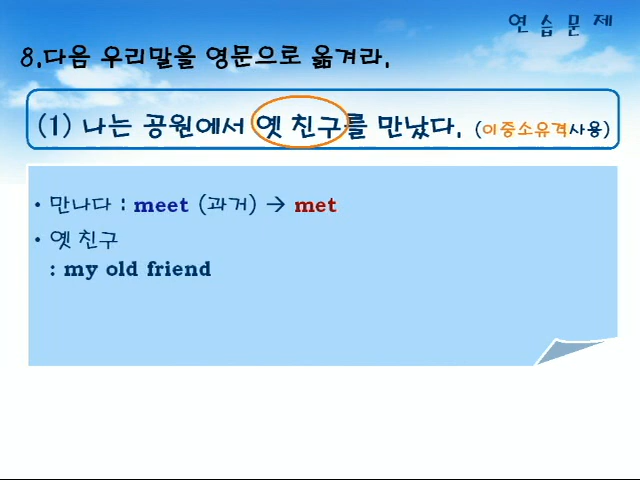 연 습 문 제
8. 다음 우리말을 영문으로 옮겨라.
(1) 나는 공원에서 옛 친구를 만났다. (이중소유격사용)
• 만나다 : meet (과거) → met
• 옛 친구
: my old friend